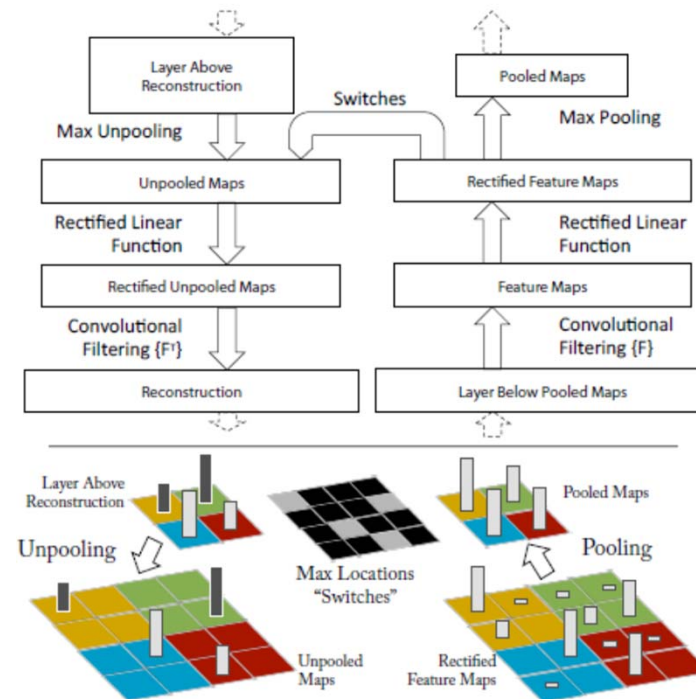 Layer Above
Reconstruction
Pooled Maps
Switches
Max Unpooling
Max Pooling
Unpooled Maps
Rectified Feature Maps
Rectified Linear
Function
Rectified Linear
Function
Rectified Unpooled Maps
Feature Maps
Convolutional
Filtering {Fᵀ}
Convolutional
Filtering {F}
Reconstruction
Layer Below Pooled Maps
Layer Above
Reconstruction
Pooled Maps
Unpooling
Max Locations
"Switches"
Pooling
Unpooled
Maps
Rectified
Feature Maps